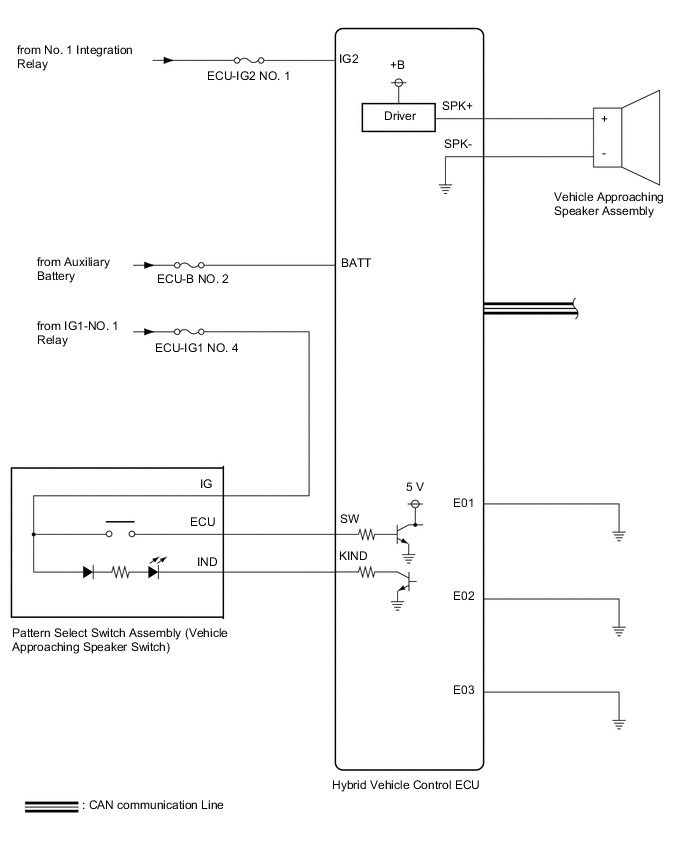 from No. 1 Integration
Relay
ECU-IG2 NO. 1
IG2
+B
Driver
SPK+
SPK-
+
-
Vehicle Approaching
Speaker Assembly
from Auxiliary
Battery
ECU-B NO. 2
BATT
from IG1-NO. 1
Relay
ECU-IG1 NO. 4
IG
ECU
IND
SW
KIND
5 V
E01
E02
E03
Pattern Select Switch Assembly (Vehicle
Approaching Speaker Switch)
Hybrid Vehicle Control ECU
: CAN communication Line